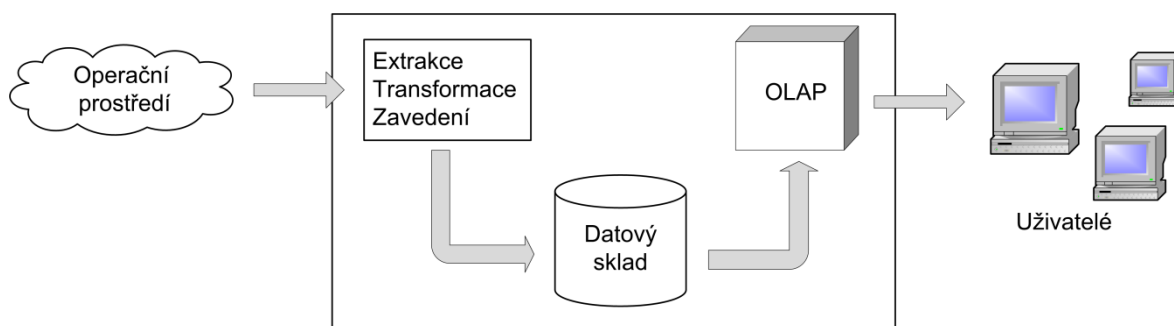 Operační
prostředí
Extrakce
Transformace
Zavedení
Datový
sklad
OLAP
Uživatelé